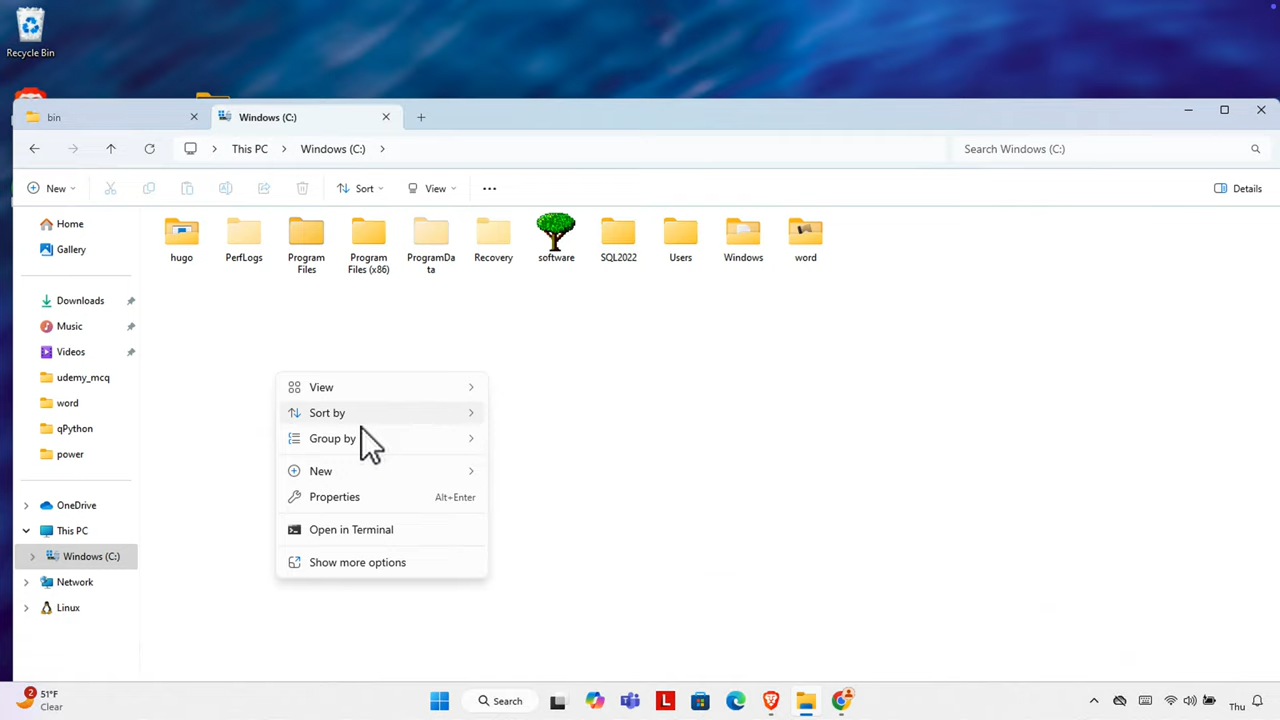 Recycle Bin
bin
Windows (C:)
This PC
Windows (C:)
Search Windows (C:)
New
Sort
View
Details
Home
Gallery
Downloads
Music
Videos
udemy_mcq
word
qPython
power
OneDrive
This PC
Windows (C:)
Network
Linux
hugo
PerfLogs
Program
Files
Program
Files (x86)
ProgramDa
ta
Recovery
software
SQL2022
Users
Windows
word
View
Sort by
Group by
New
Properties Alt+Enter
Open in Terminal
Show more options
2
51°F
Clear
Search
L
Thu